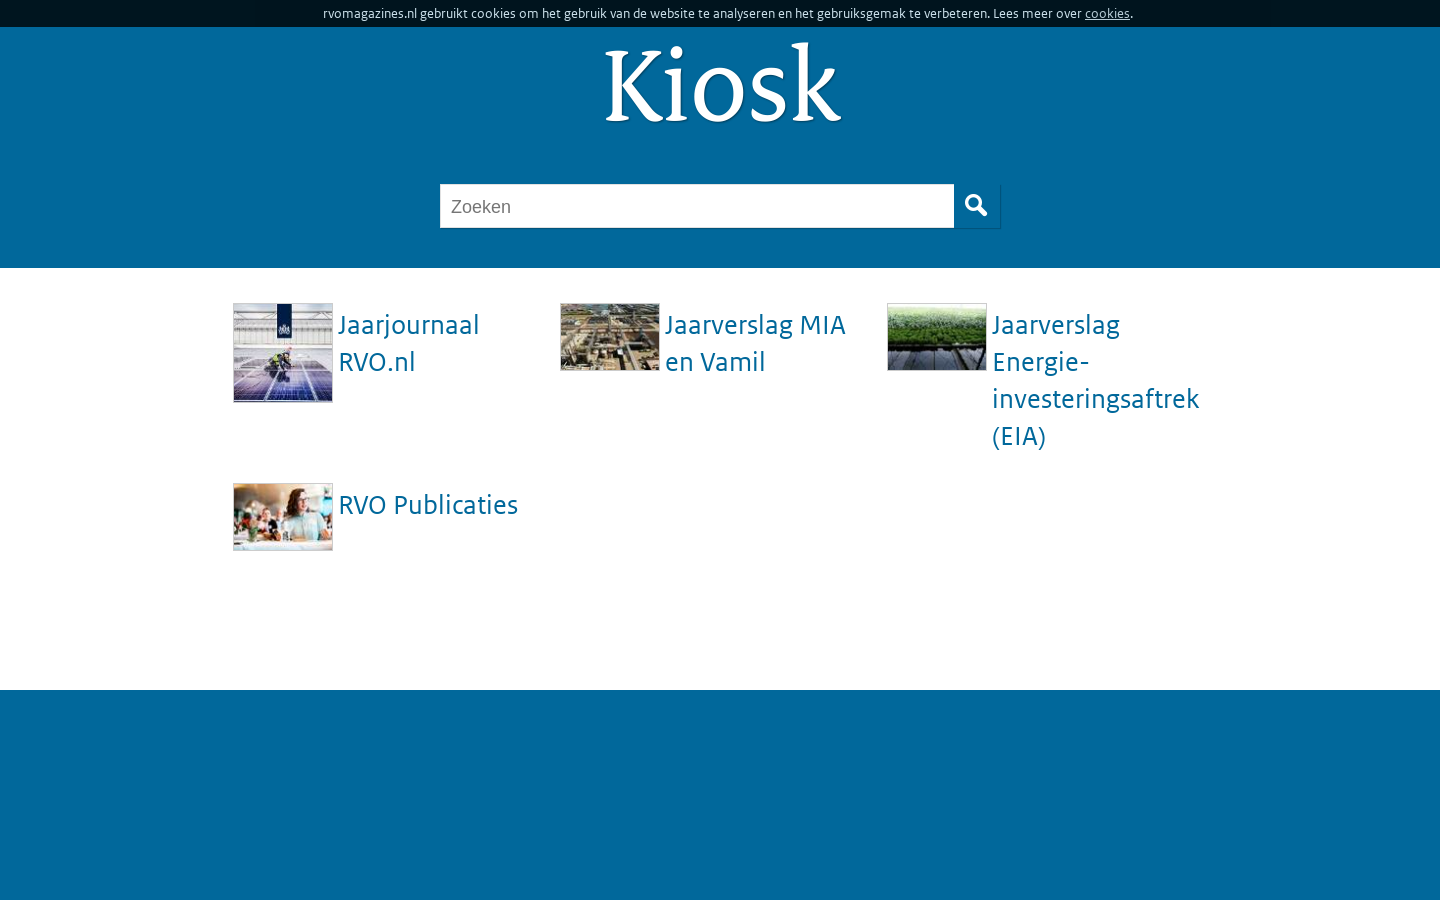 rvomagazines.nl gebruikt cookies om het gebruik van de website te analyseren en het gebruiksgemak te verbeteren. Lees meer over cookies.
Kiosk
Zoeken
Jaarjournaal
RVO.nl
Jaarverslag MIA
en Vamil
Jaarverslag
Energie-
investeringsaftrek
(EIA)
RVO Publicaties